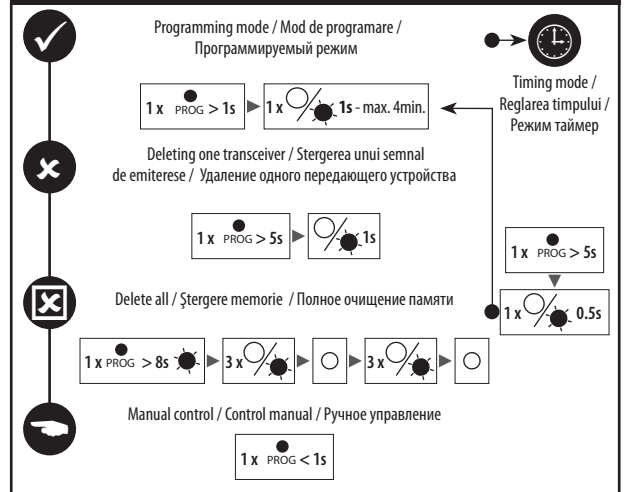 Programming mode / Mod de programare /
Программируемый режим
1 x PROG > 1s
1 x 1s - max. 4min.
Timing mode /
Reglarea timpului /
Режим таймер
Deleting one transceiver / Stergerea unui semnal
de emiterese / Удаление одного передающего устройства
1 x PROG > 5s
1s
1 x PROG > 5s
1 x 0.5s
Delete all / Ştergere memorie / Полное очищение памяти
1 x PROG > 8s
3 x
3 x
Manual control / Control manual / Ручное управление
1 x PROG < 1s